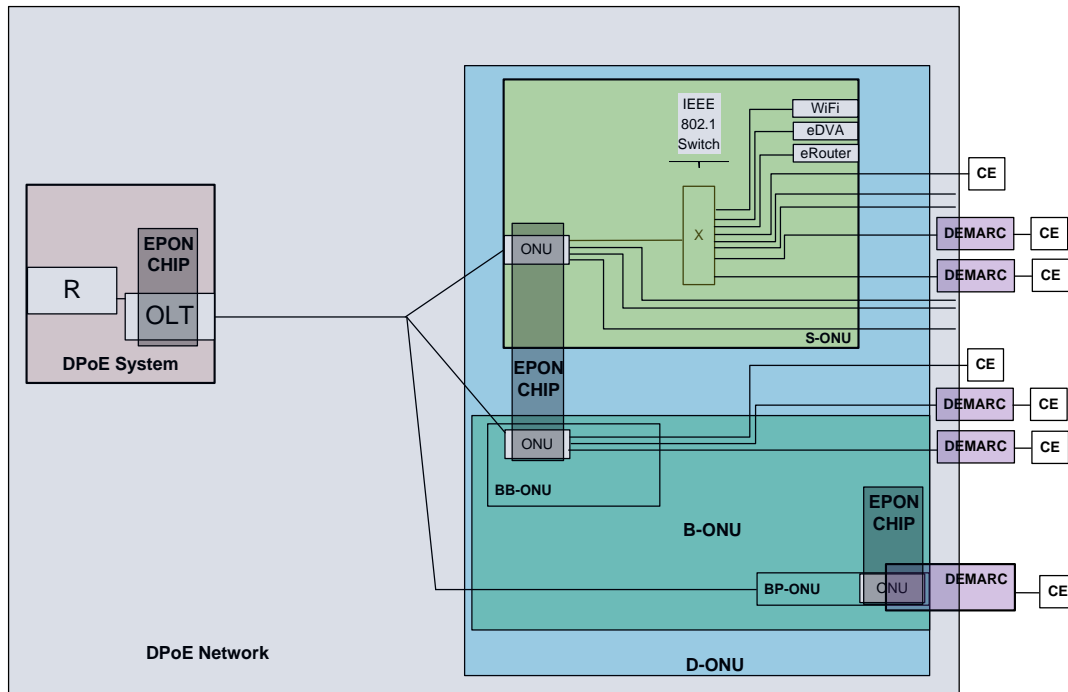 IEEE
802.1
Switch
WiFi
eDVA
eRouter
CE
EPON
CHIP
X
ONU
DEMARC
CE
R
OLT
DEMARC
CE
S-ONU
DPoE System
EPON
CHIP
CE
DEMARC
CE
ONU
DEMARC
CE
BB-ONU
EPON
CHIP
B-ONU
BP-ONU
ONU
DEMARC
CE
DPoE Network
D-ONU